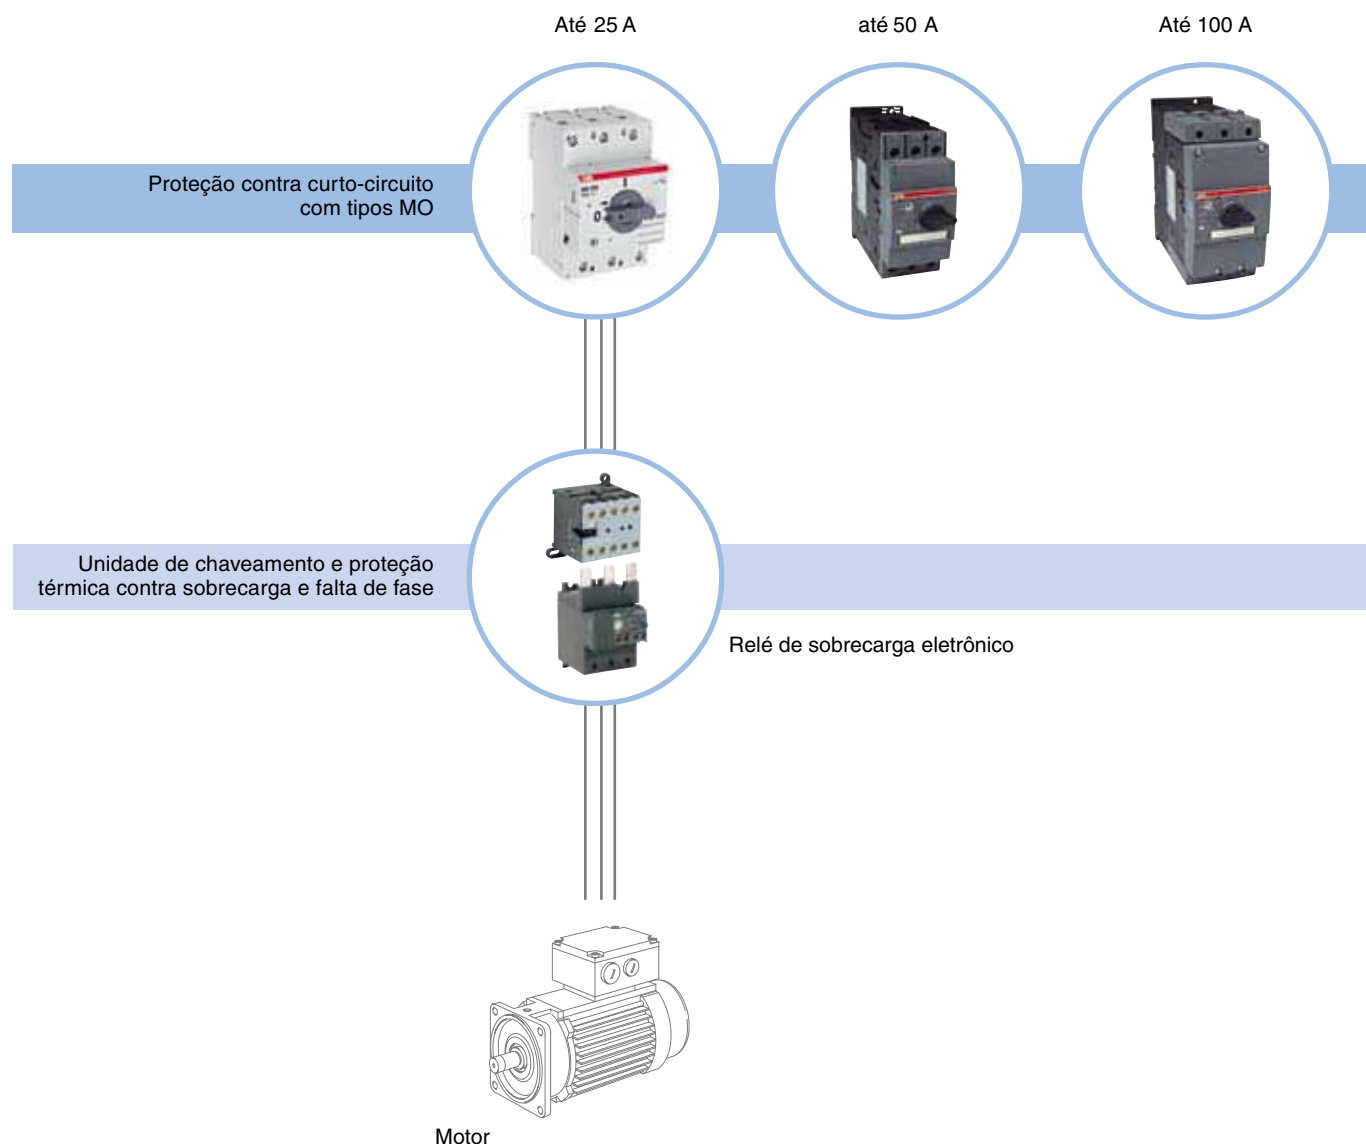 Até 25 A
até 50 A
Até 100 A
Proteção contra curto-circuito
com tipos MO
Unidade de chaveamento e proteção
térmica contra sobrecarga e falta de fase
Relé de sobrecarga eletrônico
Motor